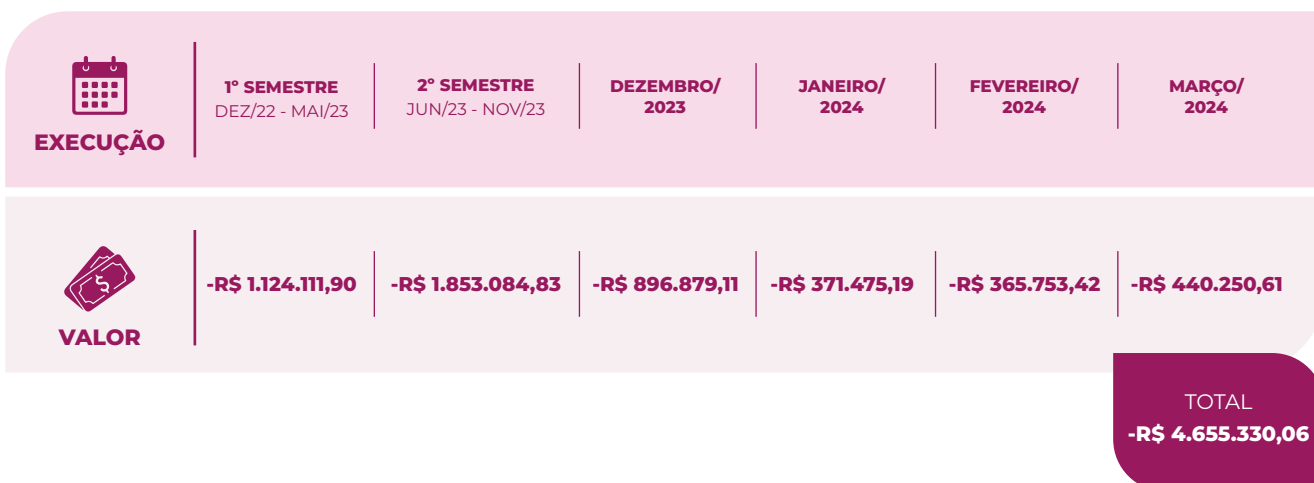 EXECUÇÃO
1º SEMESTRE
DEZ/22 - MAI/23
2º SEMESTRE
JUN/23 - NOV/23
DEZEMBRO/
2023
JANEIRO/
2024
FEVEREIRO/
2024
MARÇO/
2024
VALOR
-R$ 1.124.111,90
-R$ 1.853.084,83
-R$ 896.879,11
-R$ 371.475,19
-R$ 365.753,42
-R$ 440.250,61
TOTAL
-R$ 4.655.330,06